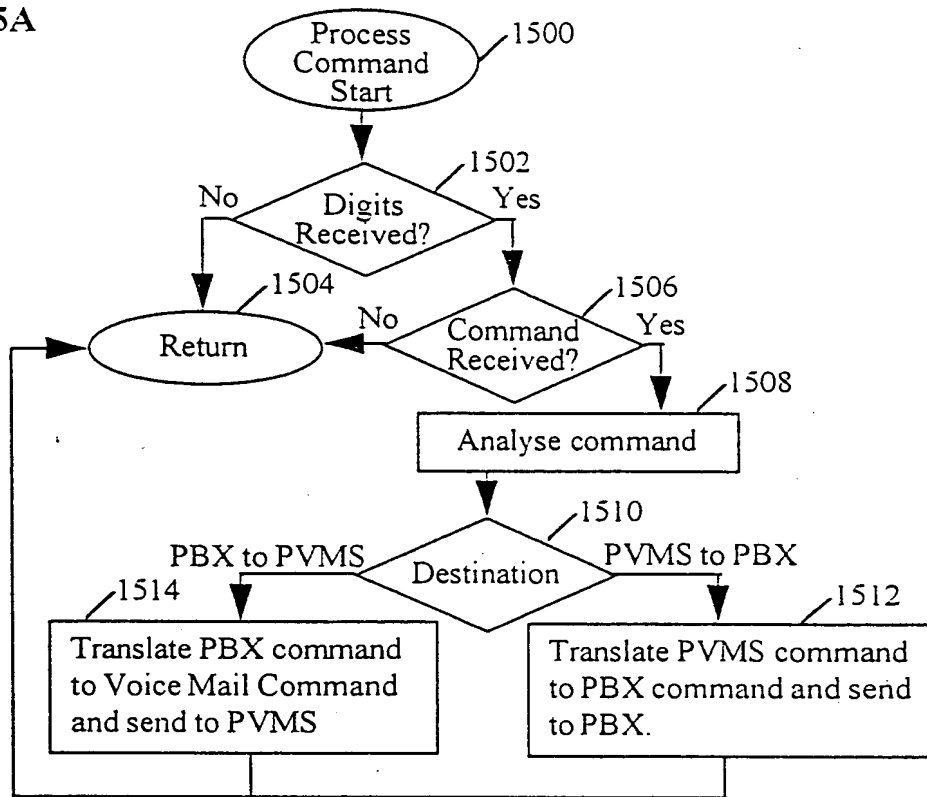 5A
Process
Command
Start
1500
1502
No
Yes
Digits
Received?
1504
1506
Return
No
Command
Received?
Yes
1508
Analyse command
1510
PBX to PVMS
Destination
PVMS to PBX
1514
1512
Translate PBX command
to Voice Mail Command
and send to PVMS
Translate PVMS command
to PBX command and send
to PBX.